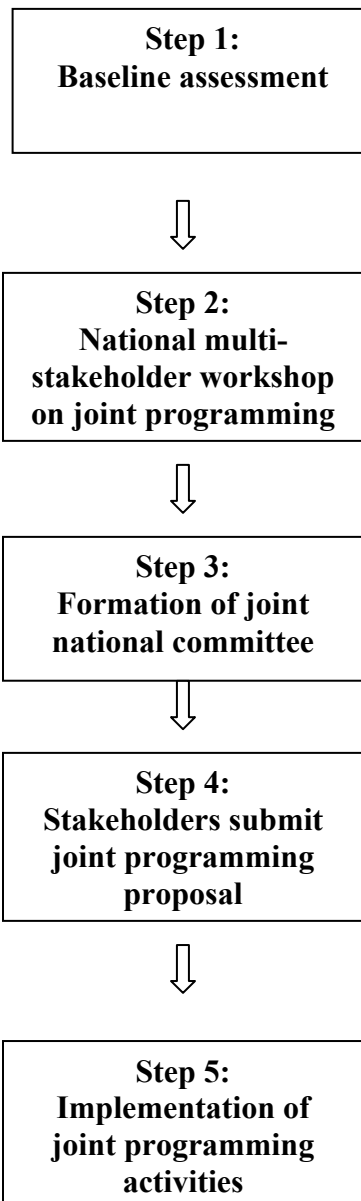 Step 1:
Baseline assessment
Step 2:
National multi-
stakeholder workshop
on joint programming
Step 3:
Formation of joint
national committee
Step 4:
Stakeholders submit
joint programming
proposal
Step 5:
Implementation of
joint programming
activities